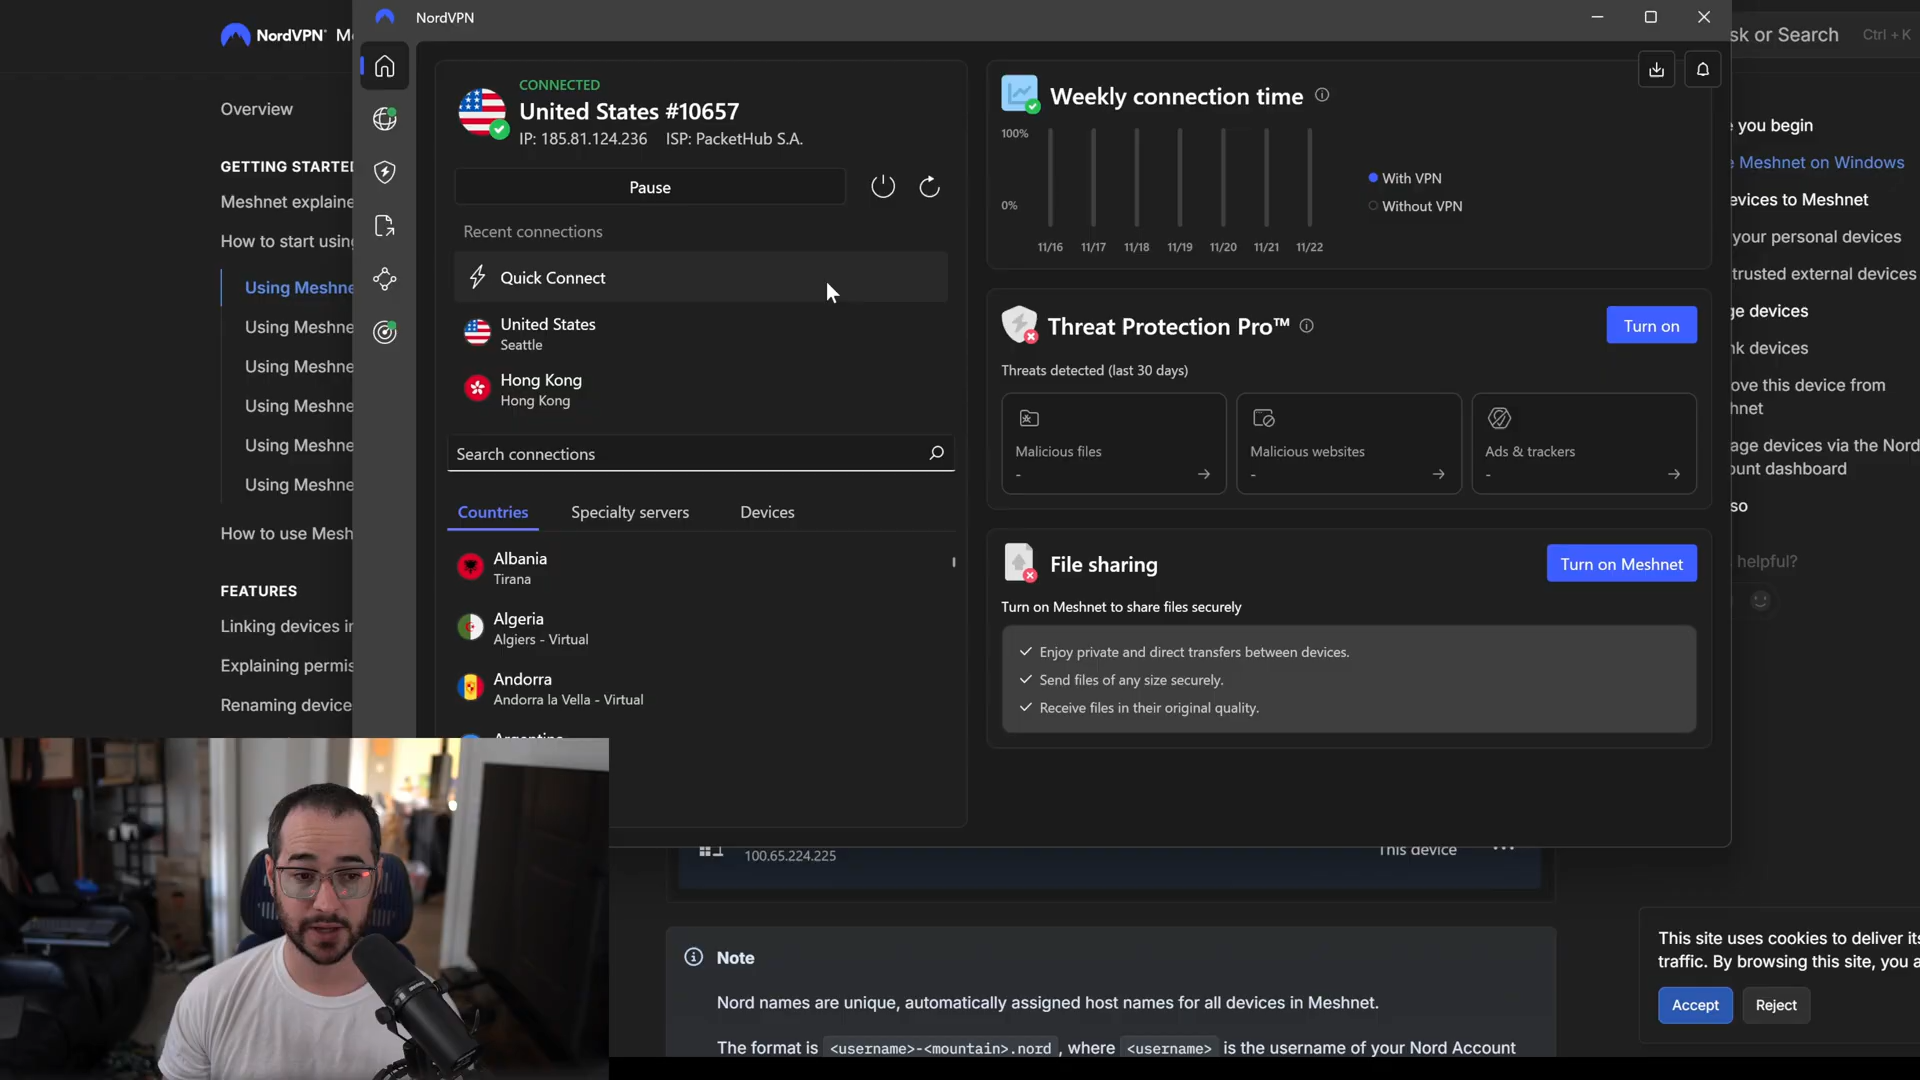 NordVPN
NordVPN®
sk or Search
Ctrl + K
Overview
GETTING STARTED
Meshnet explaine
How to start using
Using Meshne
Using Meshne
Using Meshne
Using Meshne
Using Meshne
Using Meshne
How to use Mesh
FEATURES
Linking devices in
Explaining permis
Renaming device
CONNECTED
United States #10657
IP: 185.81.124.236 ISP: PacketHub S.A.
Pause
Recent connections
Quick Connect
United States
Seattle
Hong Kong
Hong Kong
Search connections
Countries
Specialty servers
Devices
Albania
Tirana
Algeria
Algiers - Virtual
Andorra
Andorra la Vella - Virtual
Weekly connection time
100%
0%
11/16 11/17 11/18 11/19 11/20 11/21 11/22
With VPN
Without VPN
Threat Protection Pro™
Turn on
Threats detected (last 30 days)
Malicious files
-
Malicious websites
-
Ads & trackers
-
File sharing
Turn on Meshnet
Turn on Meshnet to share files securely
Enjoy private and direct transfers between devices.
Send files of any size securely.
Receive files in their original quality.
you begin
Meshnet on Windows
evices to Meshnet
your personal devices
trusted external devices
ge devices
nk devices
ove this device from
hnet
age devices via the Nord
ount dashboard
so
helpful?
100.65.224.225
This device
Note
Nord names are unique, automatically assigned host names for all devices in Meshnet.
The format is <username>-<mountain>.nord , where <username> is the username of your Nord Account
This site uses cookies to deliver its
traffic. By browsing this site, you a
Accept
Reject